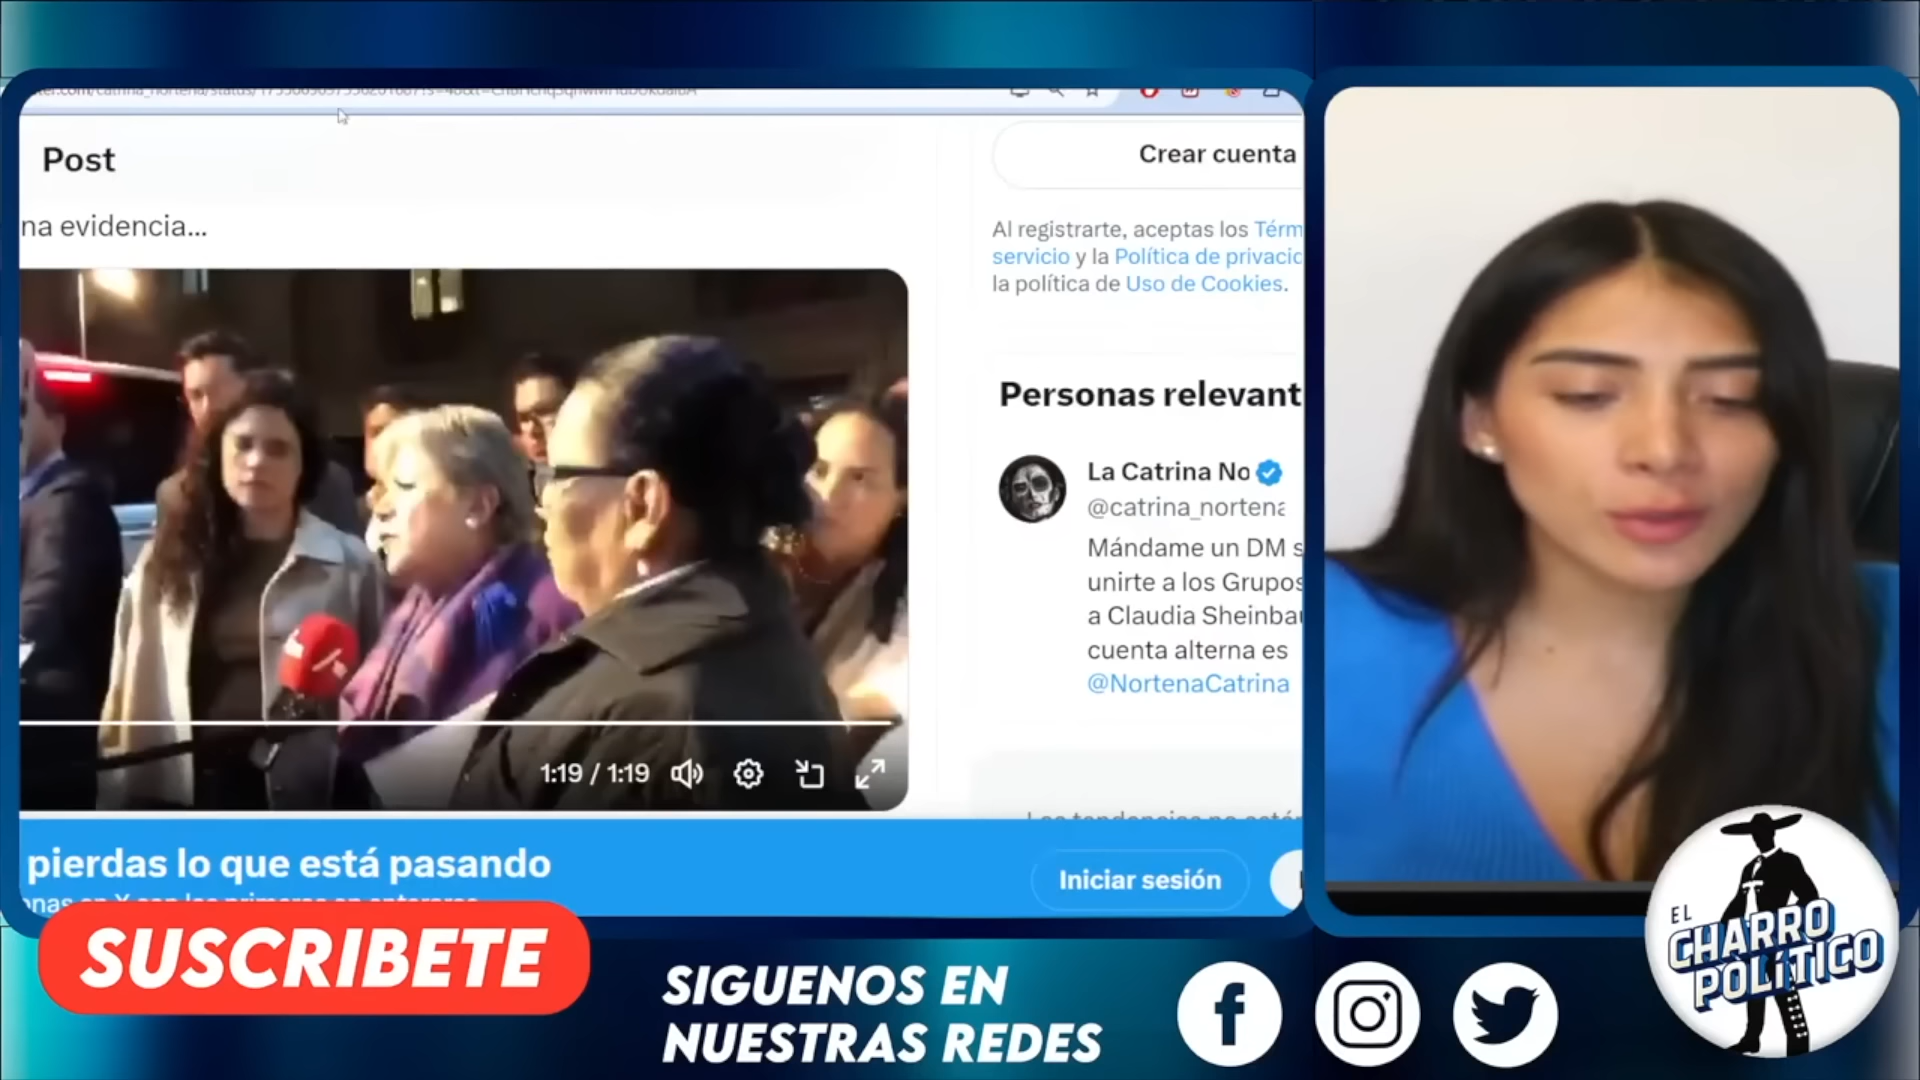 Post
na evidencia...
1:19 / 1:19
Crear cuenta
Al registrarte, aceptas los Térm
servicio y la Política de privacic
la política de Uso de Cookies.
Personas relevant
La Catrina No
@catrina_nortena
Mándame un DM s
unirte a los Grupos
a Claudia Sheinbau
cuenta alterna es
@NortenaCatrina
pierdas lo que está pasando
Iniciar sesión
SUSCRIBETE
SIGUENOS EN
NUESTRAS REDES
EL
CHARRO
POLÍTICO